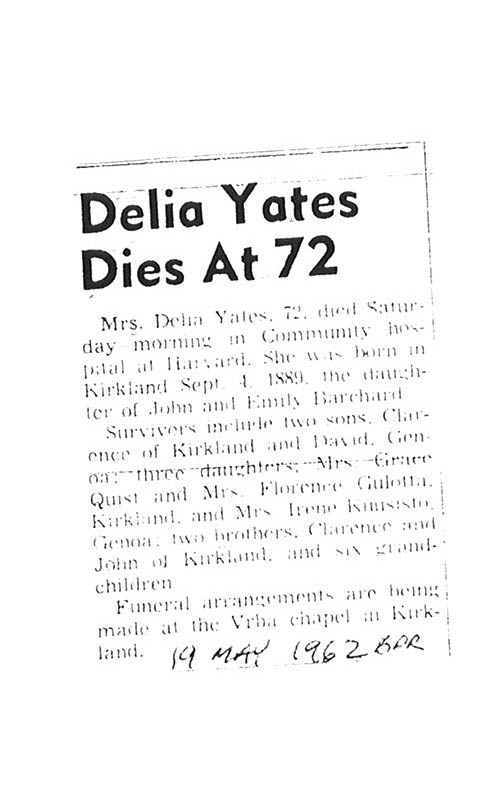 Delia Yates
Dies At 72
Mrs. Delia Yates, 72, died Satur-
day morning in Community hos-
pital at Harvard. She was born in
Kirkland Sept. 4, 1889, the daugh-
ter of John and Emily Barchard.
Survivors include two sons, Clar-
ence of Kirkland and David, Gen-
oa; three daughters; Mrs. Grace
Quist and Mrs. Florence Gulotta,
Kirkland, and Mrs. Irene Kuusisto,
Genoa; two brothers, Clarence and
John of Kirkland, and six grand-
children
Funeral arrangements are being
made at the Vrba chapel in Kirk-
land.
19 MAY 1962